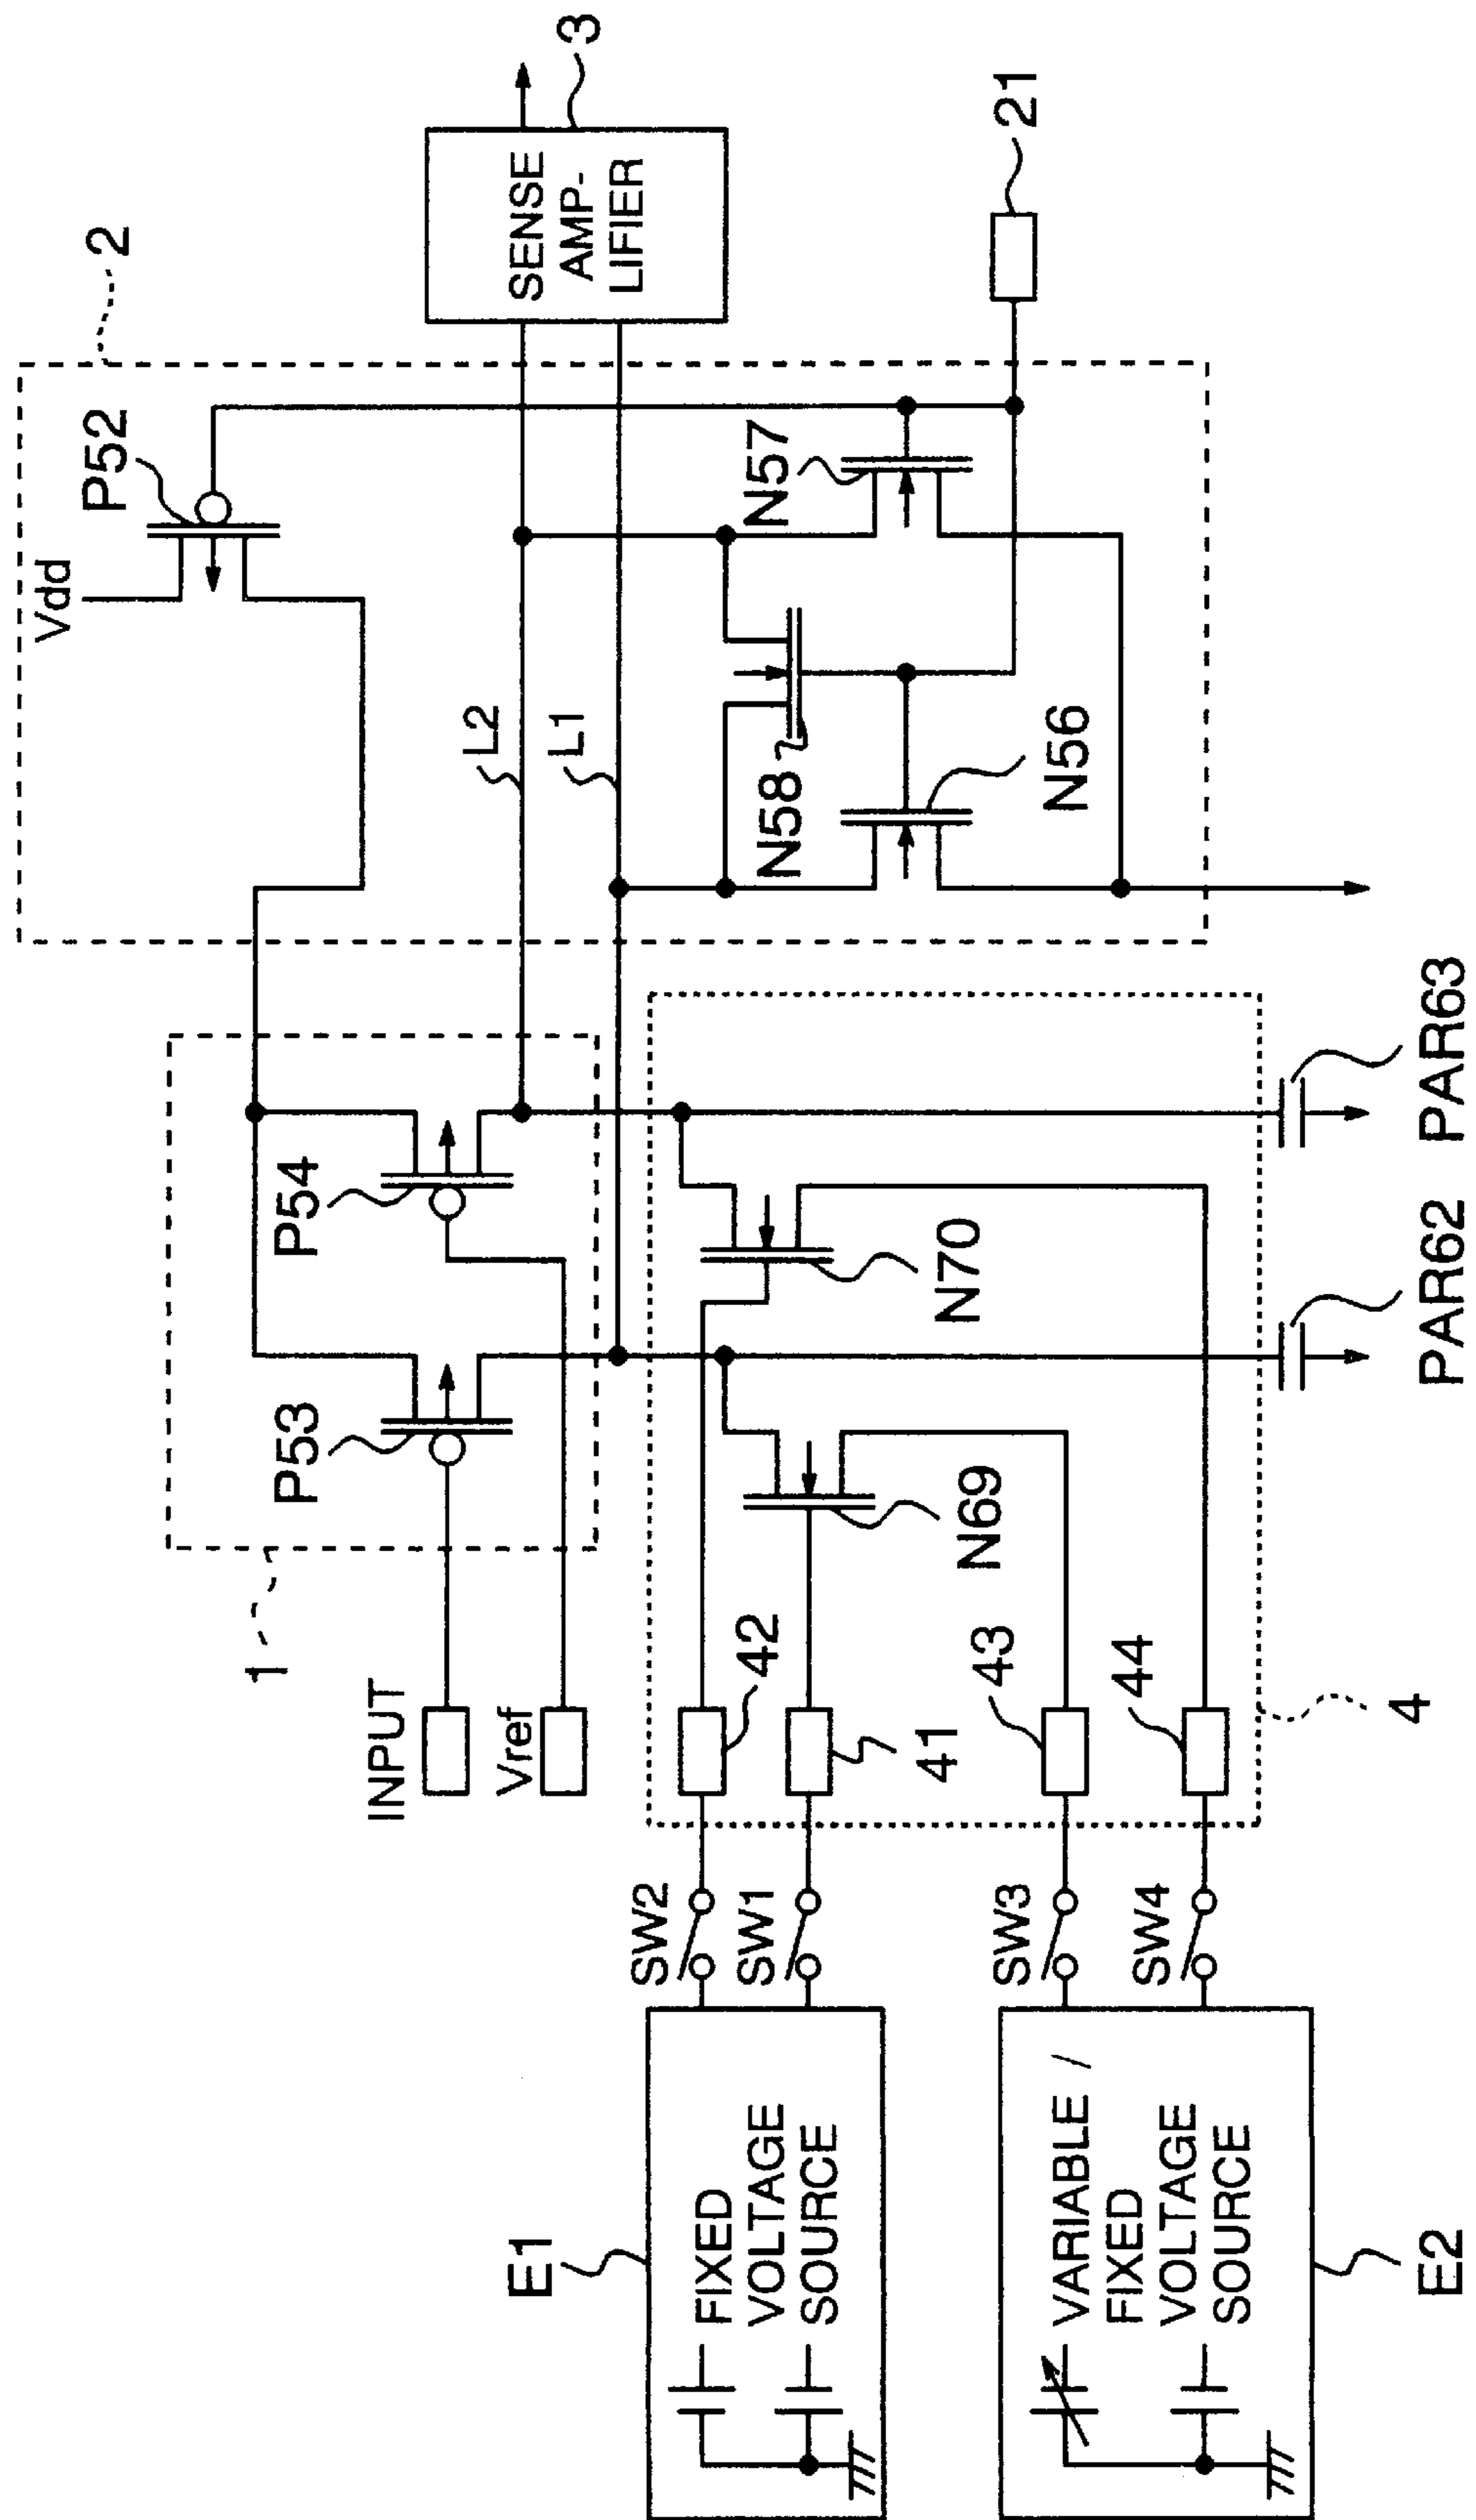 Vdd
P52
2
SENSE
AMP-
LIFIER
3
21
L2
L1
N57
N58
N56
1
P53
P54
INPUT
Vref
42
41
43
44
N69
N70
4
PAR62
PAR63
SW2
SW1
SW3
SW4
E1
FIXED
VOLTAGE
SOURCE
VARIABLE /
FIXED
VOLTAGE
SOURCE
E2